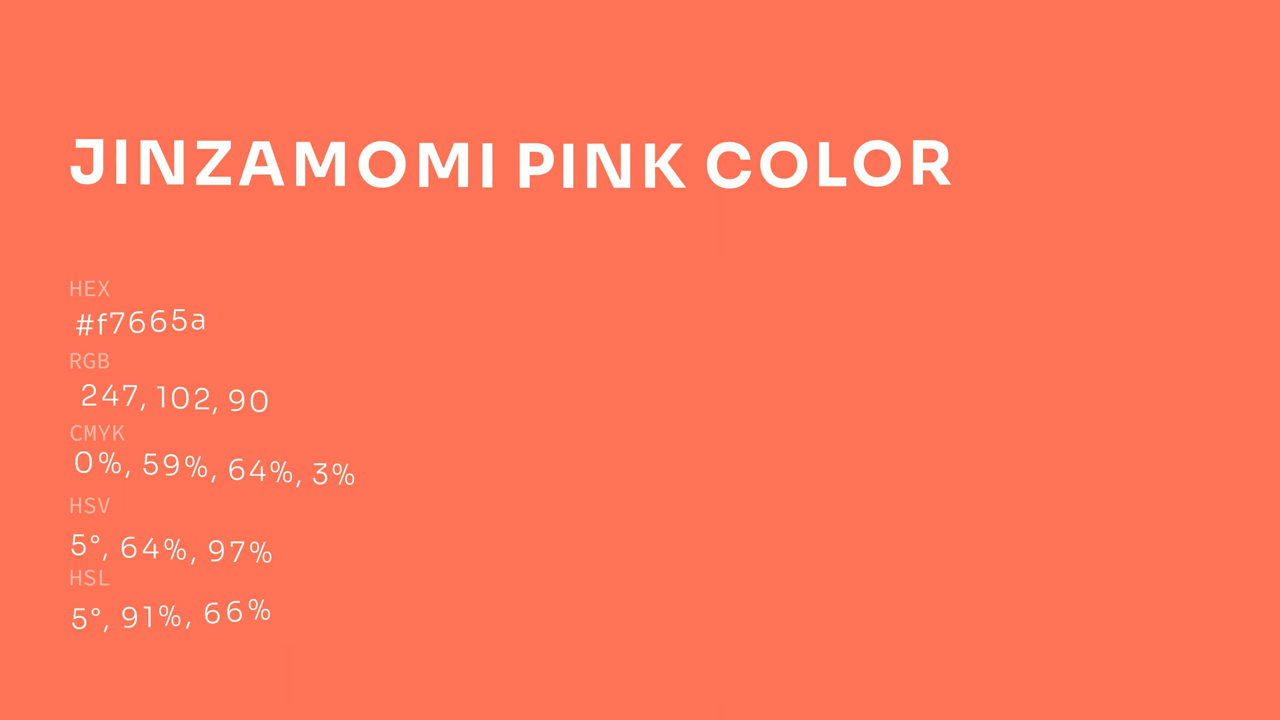 JINZAMOMI PINK COLOR
HEX
#f7665a
RGB
247, 102, 90
CMYK
0%, 59%, 64%, 3%
HSV
5°, 64%, 97%
HSL
5°, 91%, 66%